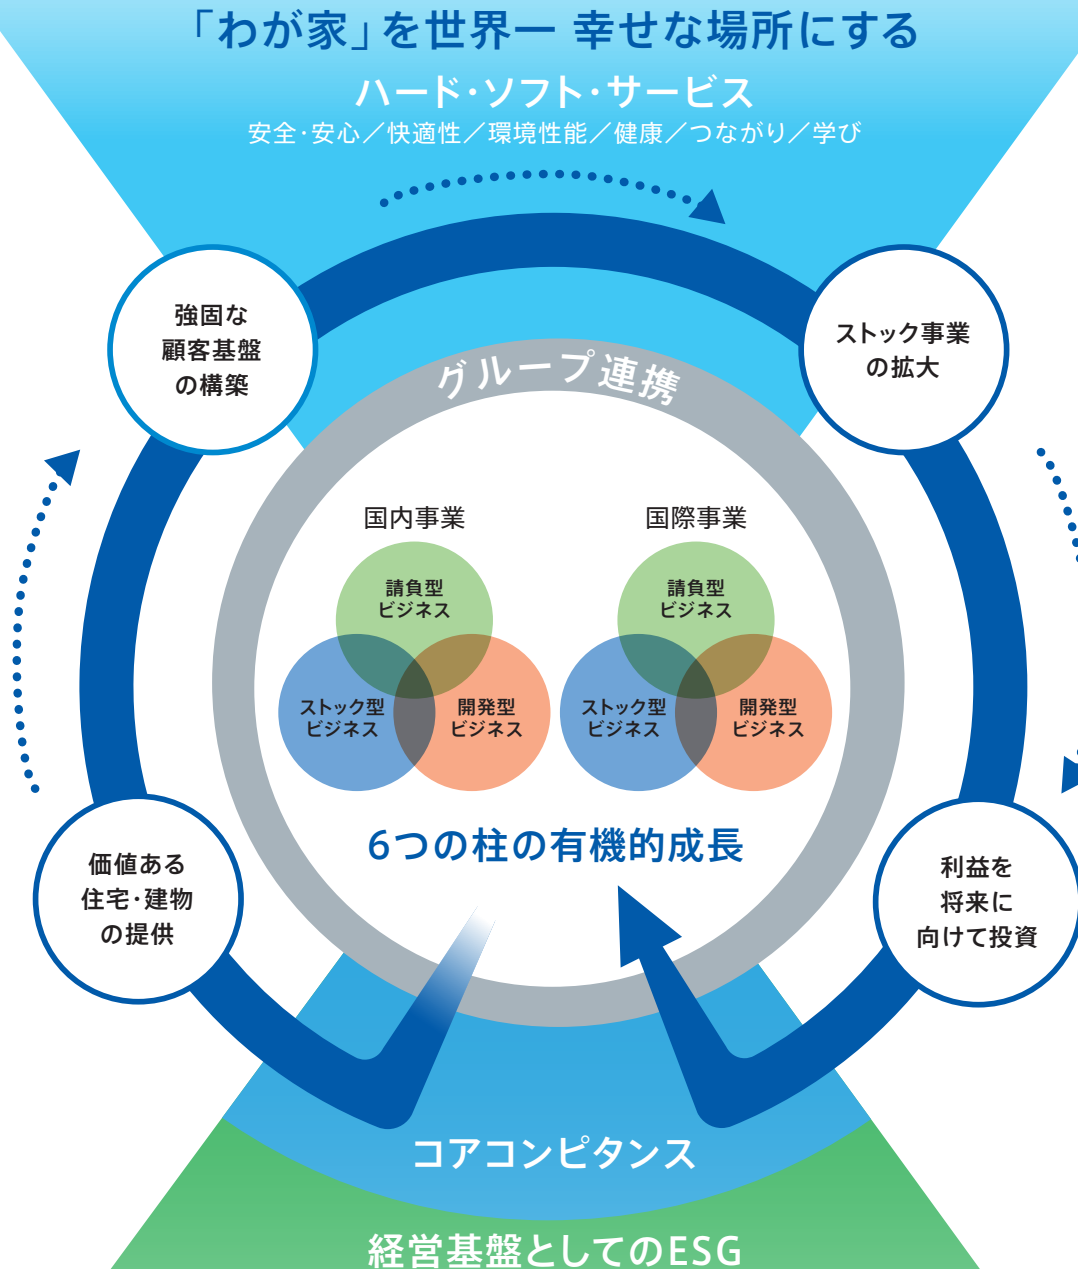 「わが家」を世界一 幸せな場所にする
ハード・ソフト・サービス
安全・安心／快適性／環境性能／健康／つながり／学び
強固な
顧客基盤
の構築
ストック事業
の拡大
グループ連携
国内事業
請負型
ビジネス
ストック型
ビジネス
開発型
ビジネス
国際事業
請負型
ビジネス
ストック型
ビジネス
開発型
ビジネス
6つの柱の有機的成長
価値ある
住宅・建物
の提供
利益を
将来に
向けて投資
コアコンピタンス
経営基盤としてのESG